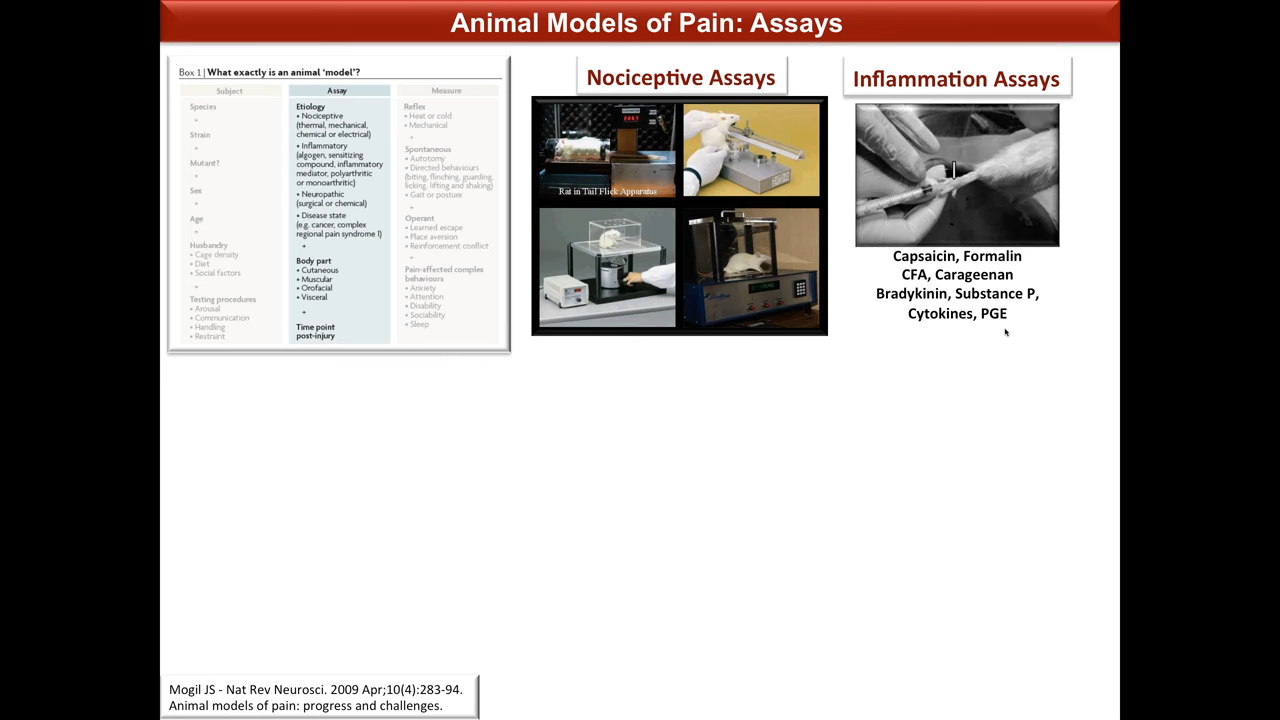 Animal Models of Pain: Assays
Box 1 | What exactly is an animal ‘model’?
Subject
Species
+
Strain
+
Mutant?
+
Sex
+
Age
+
Husbandry
• Cage density
• Diet
• Social factors
+
Testing procedures
• Arousal
• Communication
• Handling
• Restraint
Assay
Etiology
• Nociceptive
(thermal, mechanical,
chemical or electrical)
• Inflammatory
(algogen, sensitizing
compound, inflammatory
mediator, polyarthritic
or monoarthritic)
• Neuropathic
(surgical or chemical)
• Disease state
(e.g. cancer, complex
regional pain syndrome 1)
+
Body part
• Cutaneous
• Muscular
• Orofacial
• Visceral
+
Time point
post-injury
Measure
Reflex
• Heat or cold
• Mechanical
+
Spontaneous
• Autotomy
• Directed behaviours
(biting, flinching, guarding,
licking, lifting and shaking)
• Gait or posture
+
Operant
• Learned escape
• Place aversion
• Reinforcement conflict
+
Pain-affected complex
behaviours
• Anxiety
• Attention
• Disability
• Sociability
• Sleep
Nociceptive Assays
Rat in Tail Flick Apparatus
Inflammation Assays
Capsaicin, Formalin
CFA, Carageenan
Bradykinin, Substance P,
Cytokines, PGE
Mogil JS - Nat Rev Neurosci. 2009 Apr;10(4):283-94.
Animal models of pain: progress and challenges.